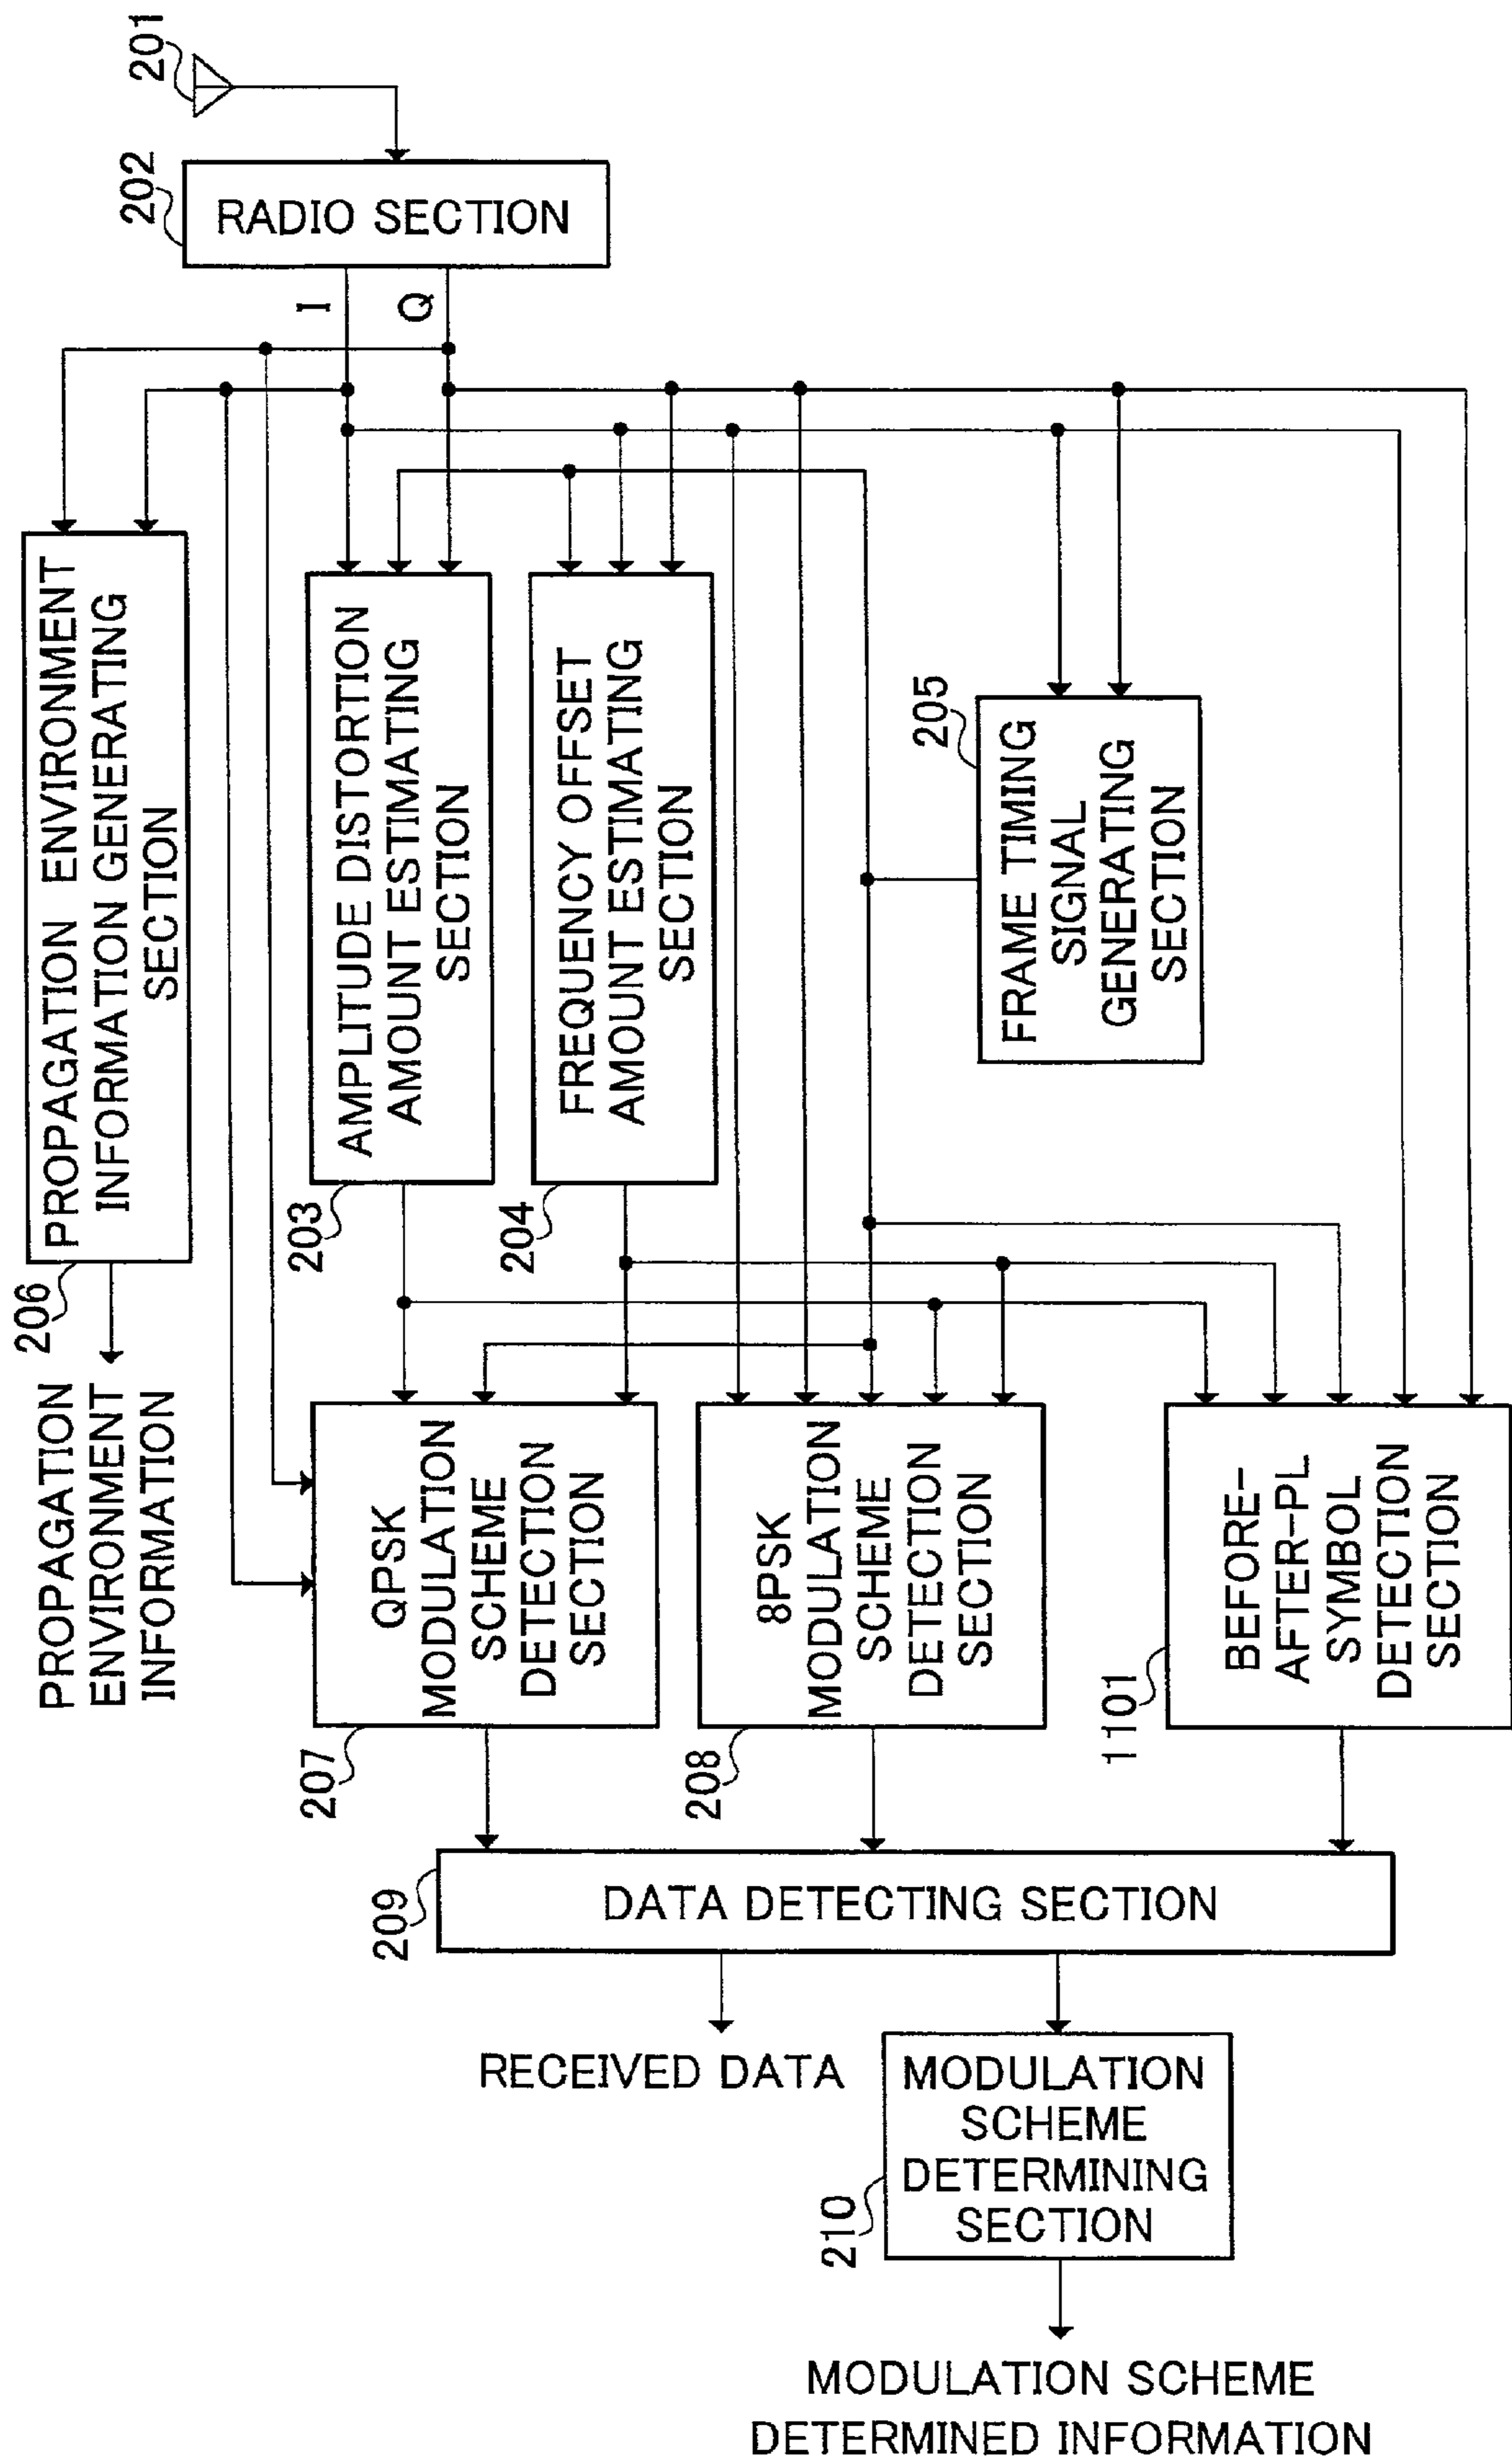 201
202
RADIO SECTION
I
Q
PROPAGATION ENVIRONMENT
INFORMATION GENERATING
SECTION
206
PROPAGATION
ENVIRONMENT
INFORMATION
AMPLITUDE DISTORTION
AMOUNT ESTIMATING
SECTION
203
FREQUENCY OFFSET
AMOUNT ESTIMATING
SECTION
204
205
FRAME TIMING
SIGNAL
GENERATING
SECTION
QPSK
MODULATION
SCHEME
DETECTION
SECTION
207
8PSK
MODULATION
SCHEME
DETECTION
SECTION
208
BEFORE-
AFTER-PL
SYMBOL
DETECTION
SECTION
1101
209
DATA DETECTING SECTION
RECEIVED DATA
MODULATION
SCHEME
DETERMINING
SECTION
210
MODULATION SCHEME
DETERMINED INFORMATION